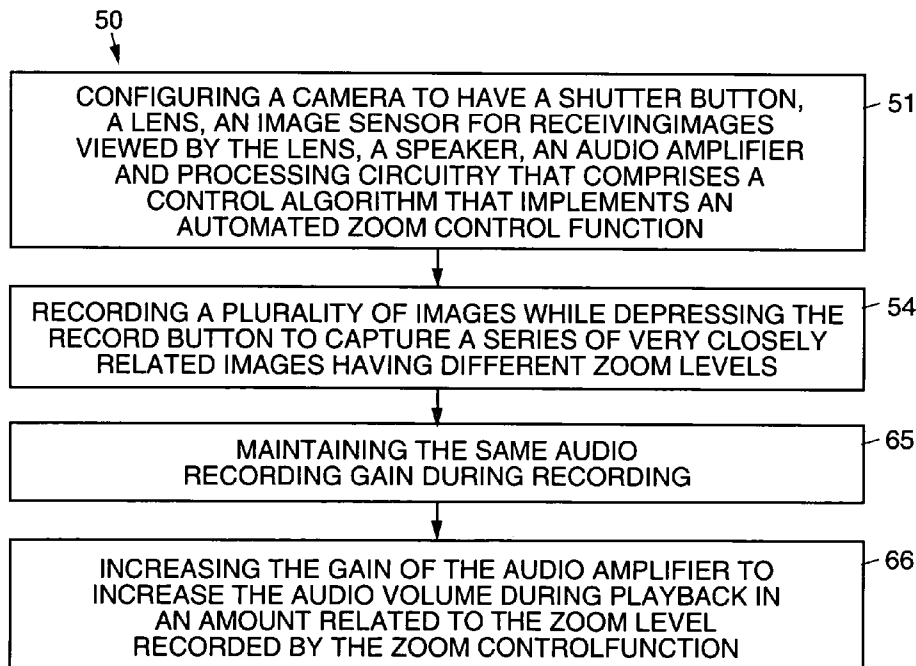 50
CONFIGURING A CAMERA TO HAVE A SHUTTER BUTTON,
A LENS, AN IMAGE SENSOR FOR RECEIVINGIMAGES
VIEWED BY THE LENS, A SPEAKER, AN AUDIO AMPLIFIER
AND PROCESSING CIRCUITRY THAT COMPRISES A
CONTROL ALGORITHM THAT IMPLEMENTS AN
AUTOMATED ZOOM CONTROL FUNCTION
51
RECORDING A PLURALITY OF IMAGES WHILE DEPRESSING THE
RECORD BUTTON TO CAPTURE A SERIES OF VERY CLOSELY
RELATED IMAGES HAVING DIFFERENT ZOOM LEVELS
54
MAINTAINING THE SAME AUDIO
RECORDING GAIN DURING RECORDING
65
INCREASING THE GAIN OF THE AUDIO AMPLIFIER TO
INCREASE THE AUDIO VOLUME DURING PLAYBACK IN
AN AMOUNT RELATED TO THE ZOOM LEVEL
RECORDED BY THE ZOOM CONTROLFUNCTION
66